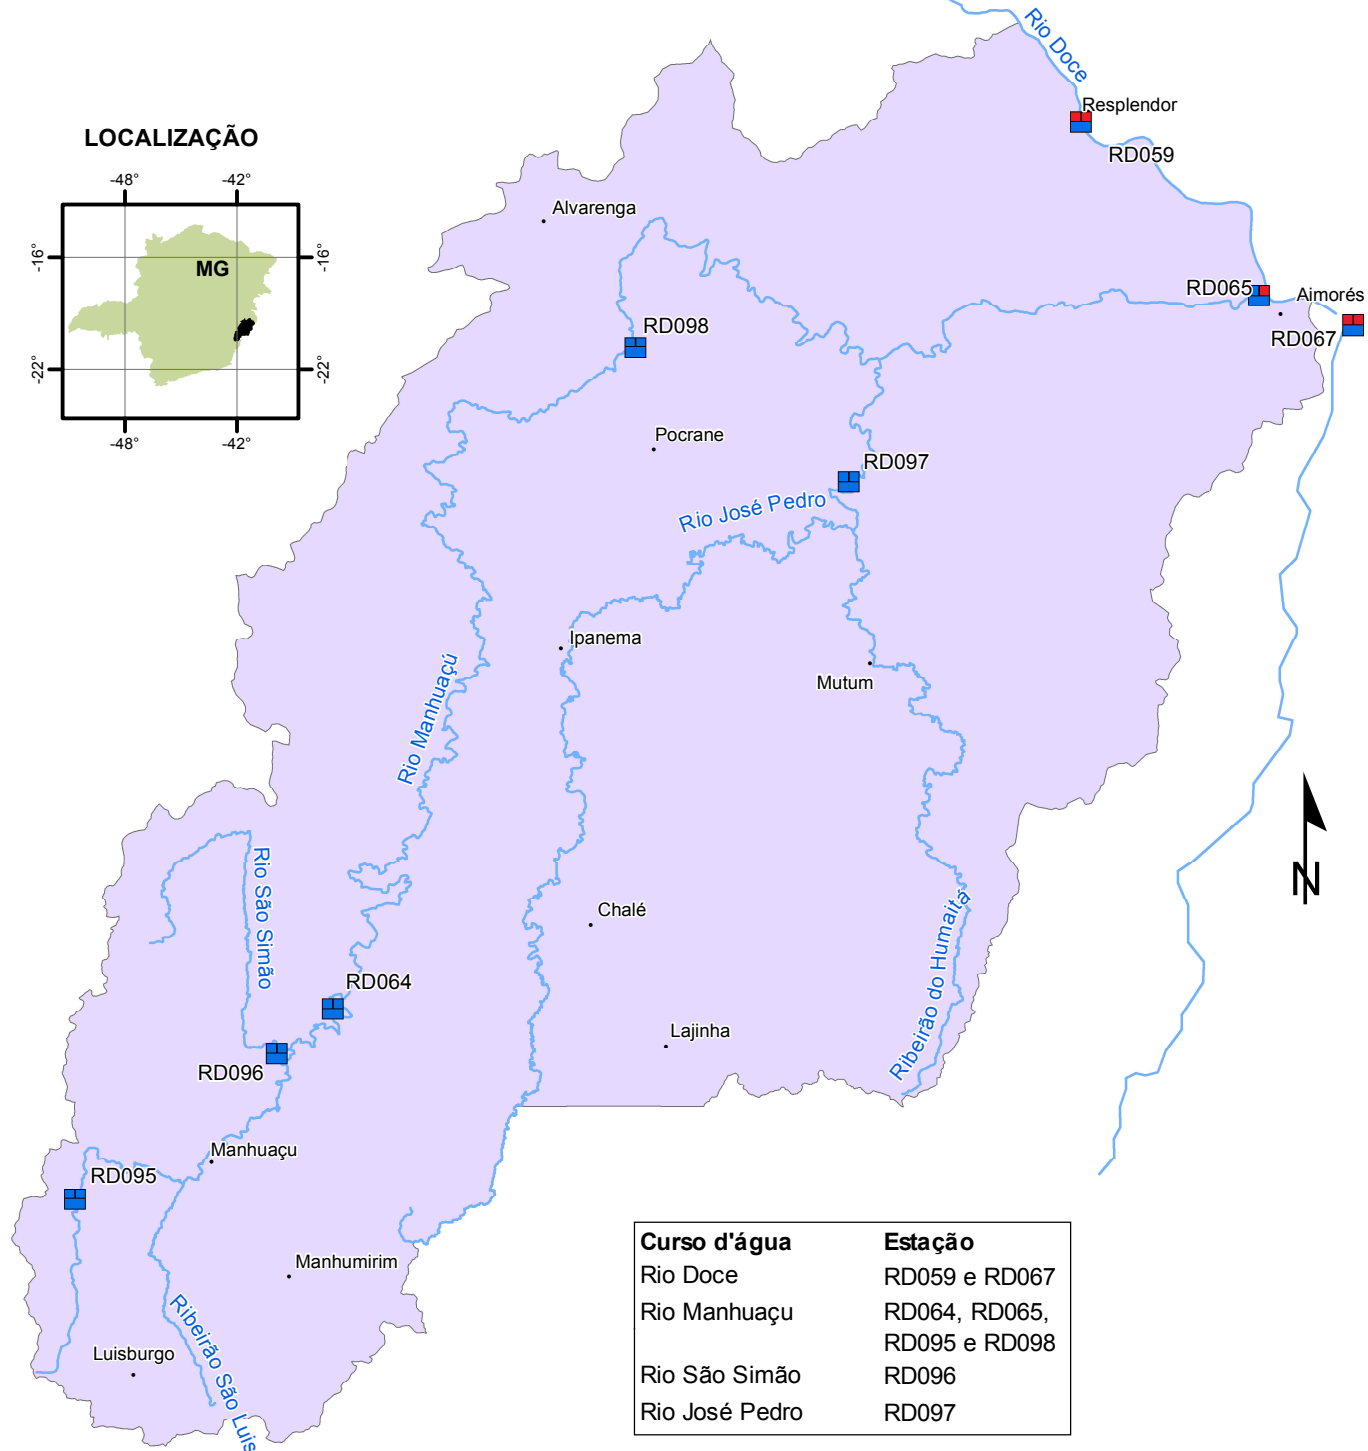 Rio Doce
Resplendor
RD059
LOCALIZAÇÃO
-48°
-42°
-16°
-16°
MG
-22°
-22°
-48°
-42°
Alvarenga
RD098
RD065
Aimorés
RD067
Pocrane
RD097
Rio José Pedro
Ipanema
Mutum
Rio Manhuaçú
Rio São Simão
Chalé
Ribeirão do Humaitá
N
RD064
Lajinha
RD096
Manhuaçu
RD095
Manhumirim
Ribeirão São Luis
Luisburgo
Curso d'água Estação
Rio Doce RD059 e RD067
Rio Manhuaçu RD064, RD065,
RD095 e RD098
Rio São Simão RD096
Rio José Pedro RD097